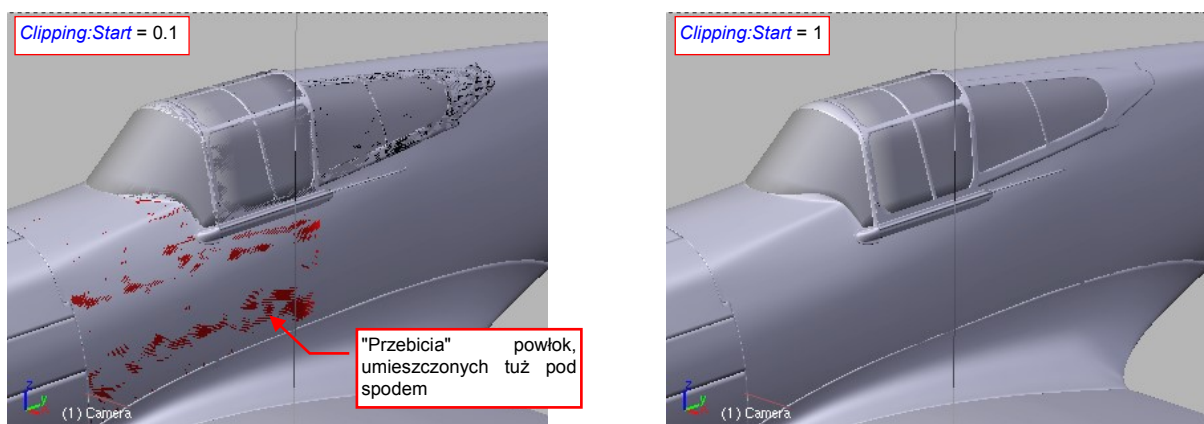 Clipping:Start = 0.1
Clipping:Start = 1
"Przebicia" powłok,
umieszczonych tuż pod
spodem
z
y
(1) Camera
z
y
(1) Camera